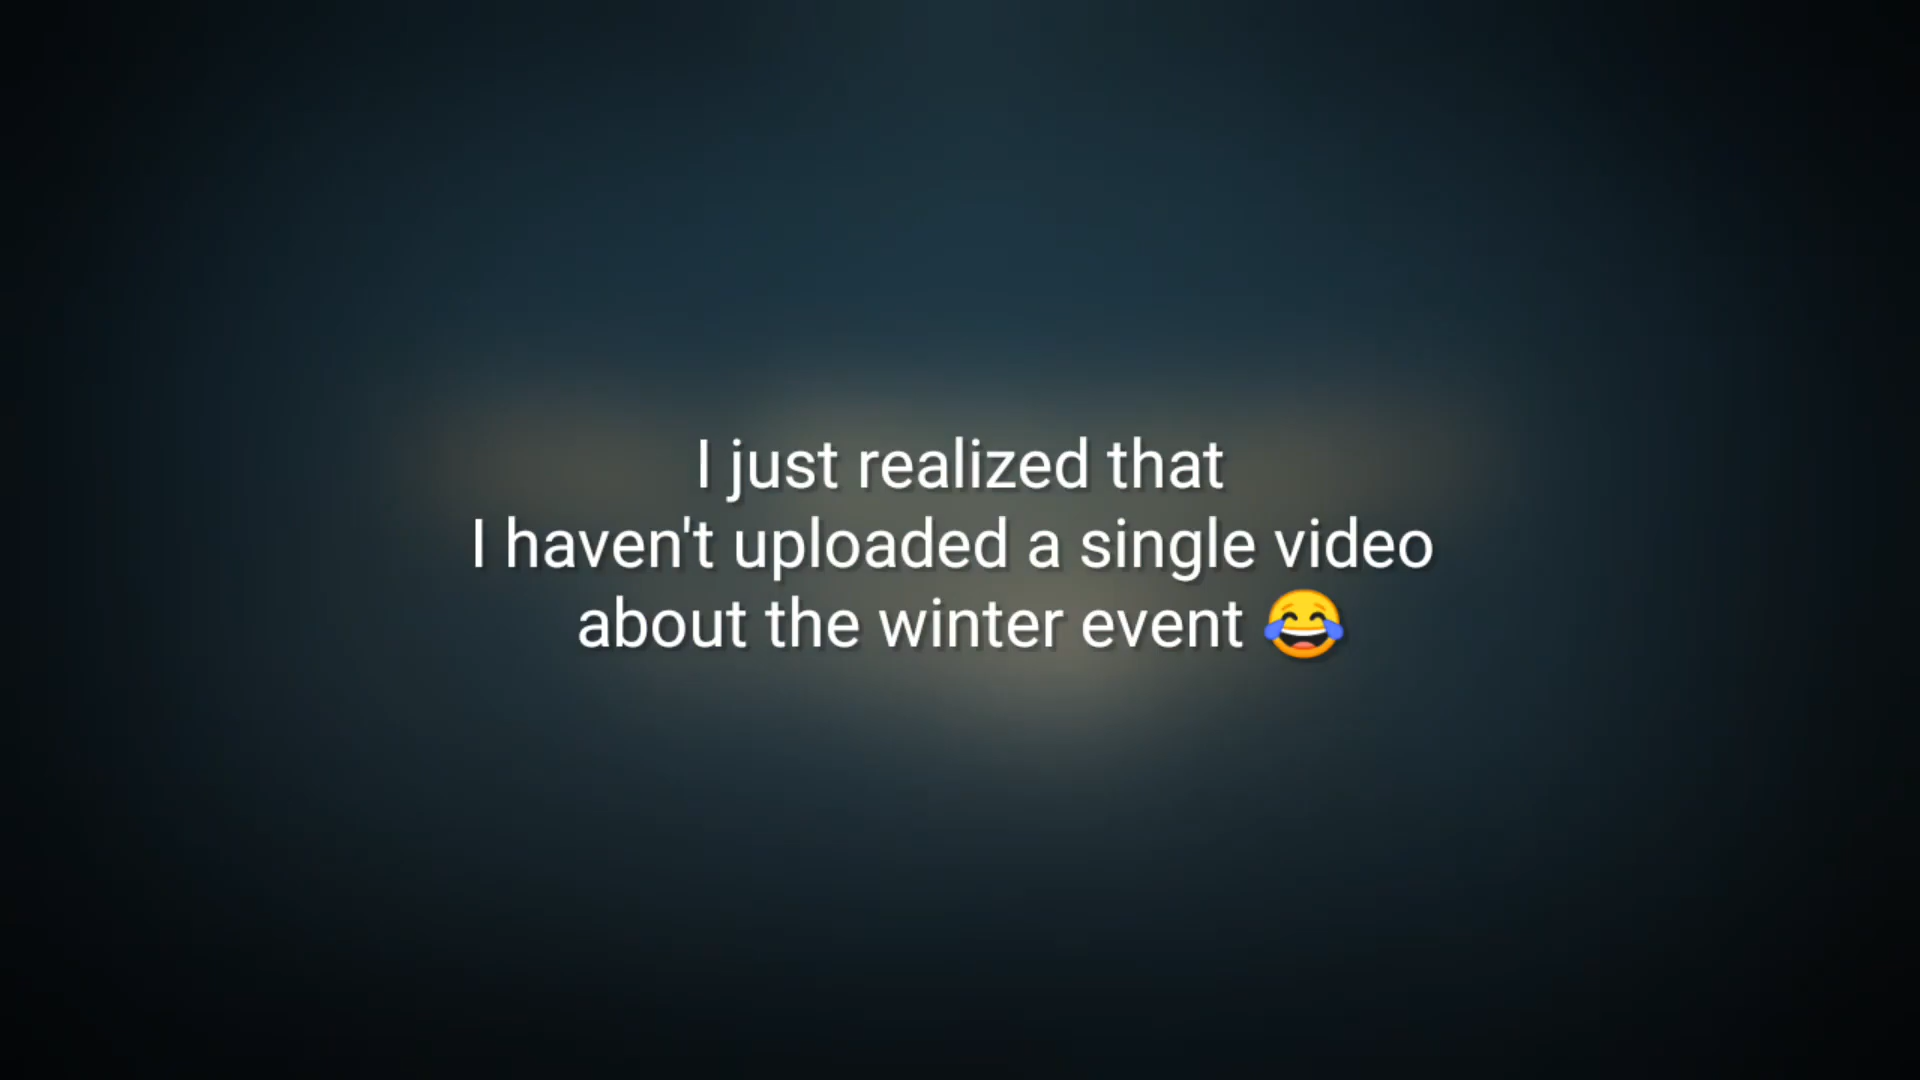 I just realized that
I haven't uploaded a single video
about the winter event 😂